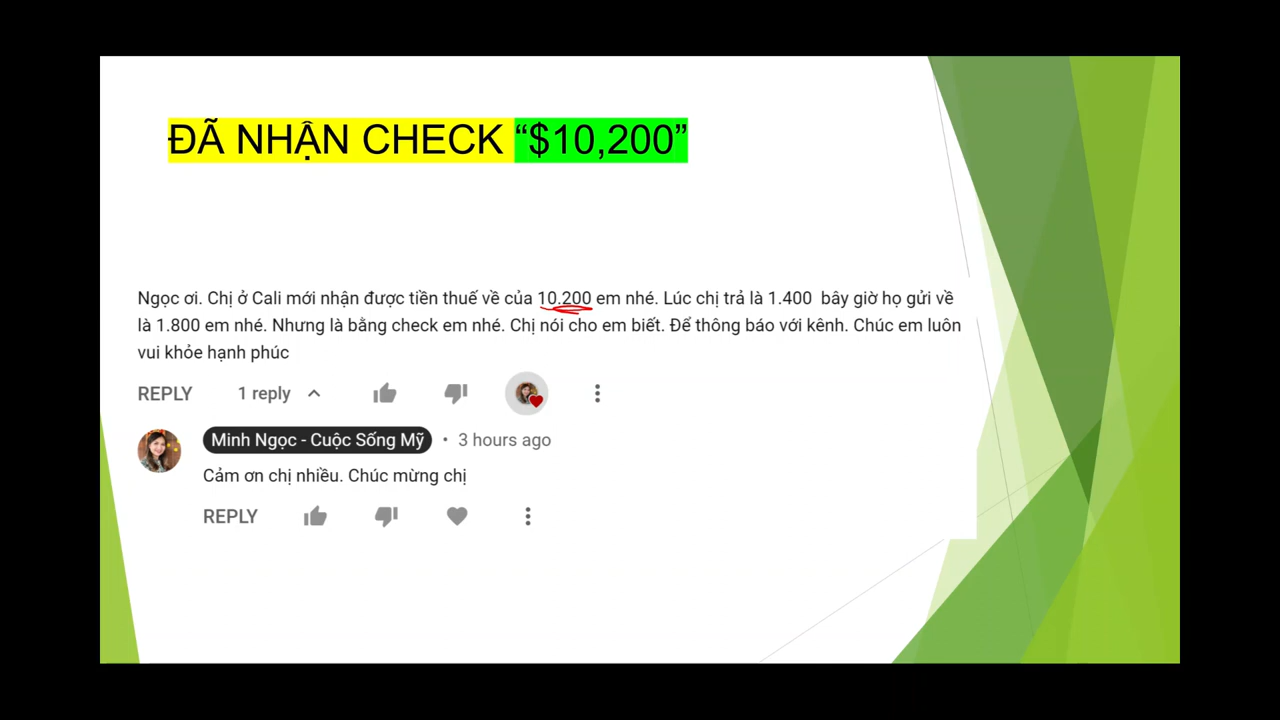 ĐÃ NHẬN CHECK “$10,200”
Ngọc ơi. Chị ở Cali mới nhận được tiền thuế về của 10.200 em nhé. Lúc chị trả là 1.400 bây giờ họ gửi về
là 1.800 em nhé. Nhưng là bằng check em nhé. Chị nói cho em biết. Để thông báo với kênh. Chúc em luôn
vui khỏe hạnh phúc
REPLY 1 reply
Minh Ngọc - Cuộc Sống Mỹ • 3 hours ago
Cảm ơn chị nhiều. Chúc mừng chị
REPLY